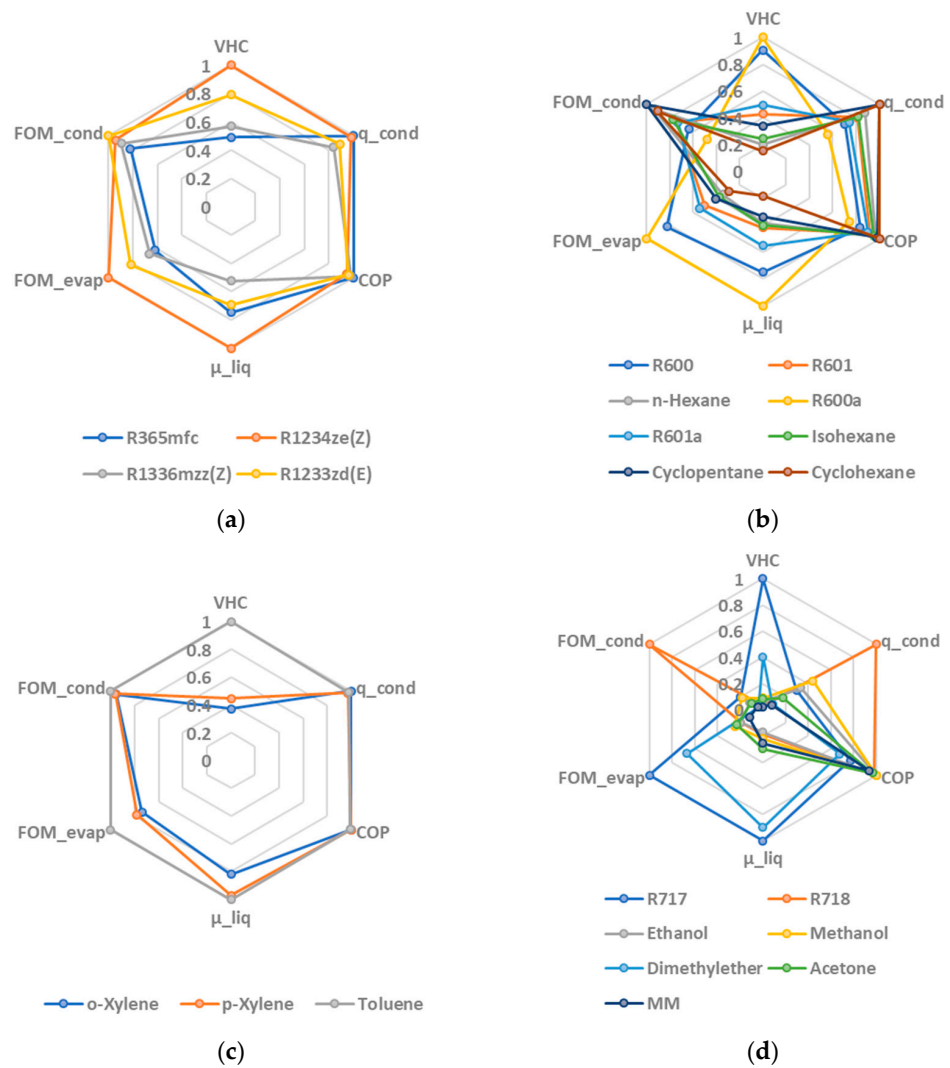 VHC
1
0.8
0.6
0.4
0.2
0
FOM_cond
q_cond
FOM_evap
COP
μ_liq
R365mfc R1234ze(Z)
R1336mzz(Z) R1233zd(E)
(a)
VHC
1
0.8
0.6
0.4
0.2
0
FOM_cond
q_cond
FOM_evap
COP
μ_liq
R600 R601
n-Hexane R600a
R601a Isohexane
Cyclopentane Cyclohexane
(b)
VHC
1
0.8
0.6
0.4
0.2
0
FOM_cond
q_cond
FOM_evap
COP
μ_liq
o-Xylene p-Xylene Toluene
(c)
VHC
1
0.8
0.6
0.4
0.2
0
FOM_cond
q_cond
FOM_evap
COP
μ_liq
R717 R718
Ethanol Methanol
Dimethylether Acetone
MM
(d)